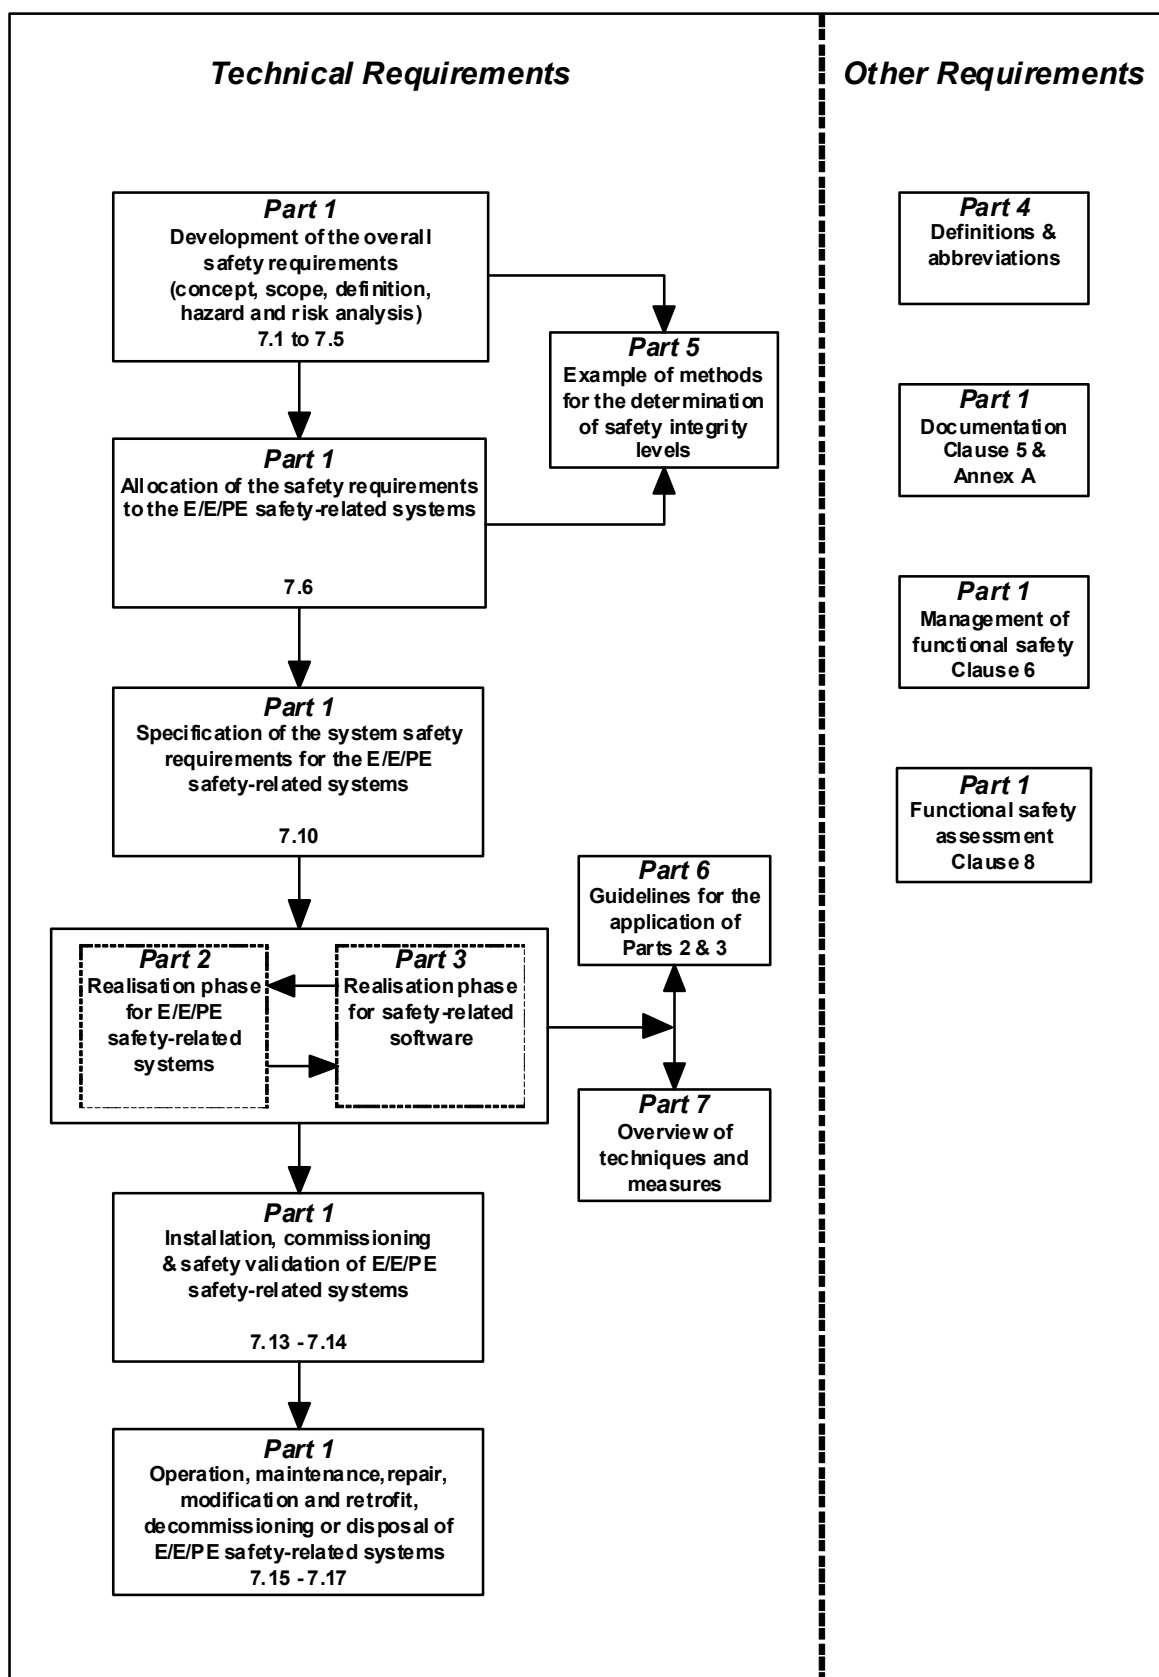 Technical Requirements
Part 1
Development of the overall
safety requirements
(concept, scope, definition,
hazard and risk analysis)
7.1 to 7.5
Part 5
Example of methods
for the determination
of safety integrity
levels
Part 1
Allocation of the safety requirements
to the E/E/PE safety-related systems
7.6
Part 1
Specification of the system safety
requirements for the E/E/PE
safety-related systems
7.10
Part 6
Guidelines for the
application of
Parts 2 & 3
Part 2
Realisation phase
for E/E/PE
safety-related
systems
Part 3
Realisation phase
for safety-related
software
Part 7
Overview of
techniques and
measures
Part 1
Installation, commissioning
& safety validation of E/E/PE
safety-related systems
7.13 - 7.14
Part 1
Operation, maintenance, repair,
modification and retrofit,
decommissioning or disposal of
E/E/PE safety-related systems
7.15 - 7.17
Other Requirements
Part 4
Definitions &
abbreviations
Part 1
Documentation
Clause 5 &
Annex A
Part 1
Management of
functional safety
Clause 6
Part 1
Functional safety
assessment
Clause 8